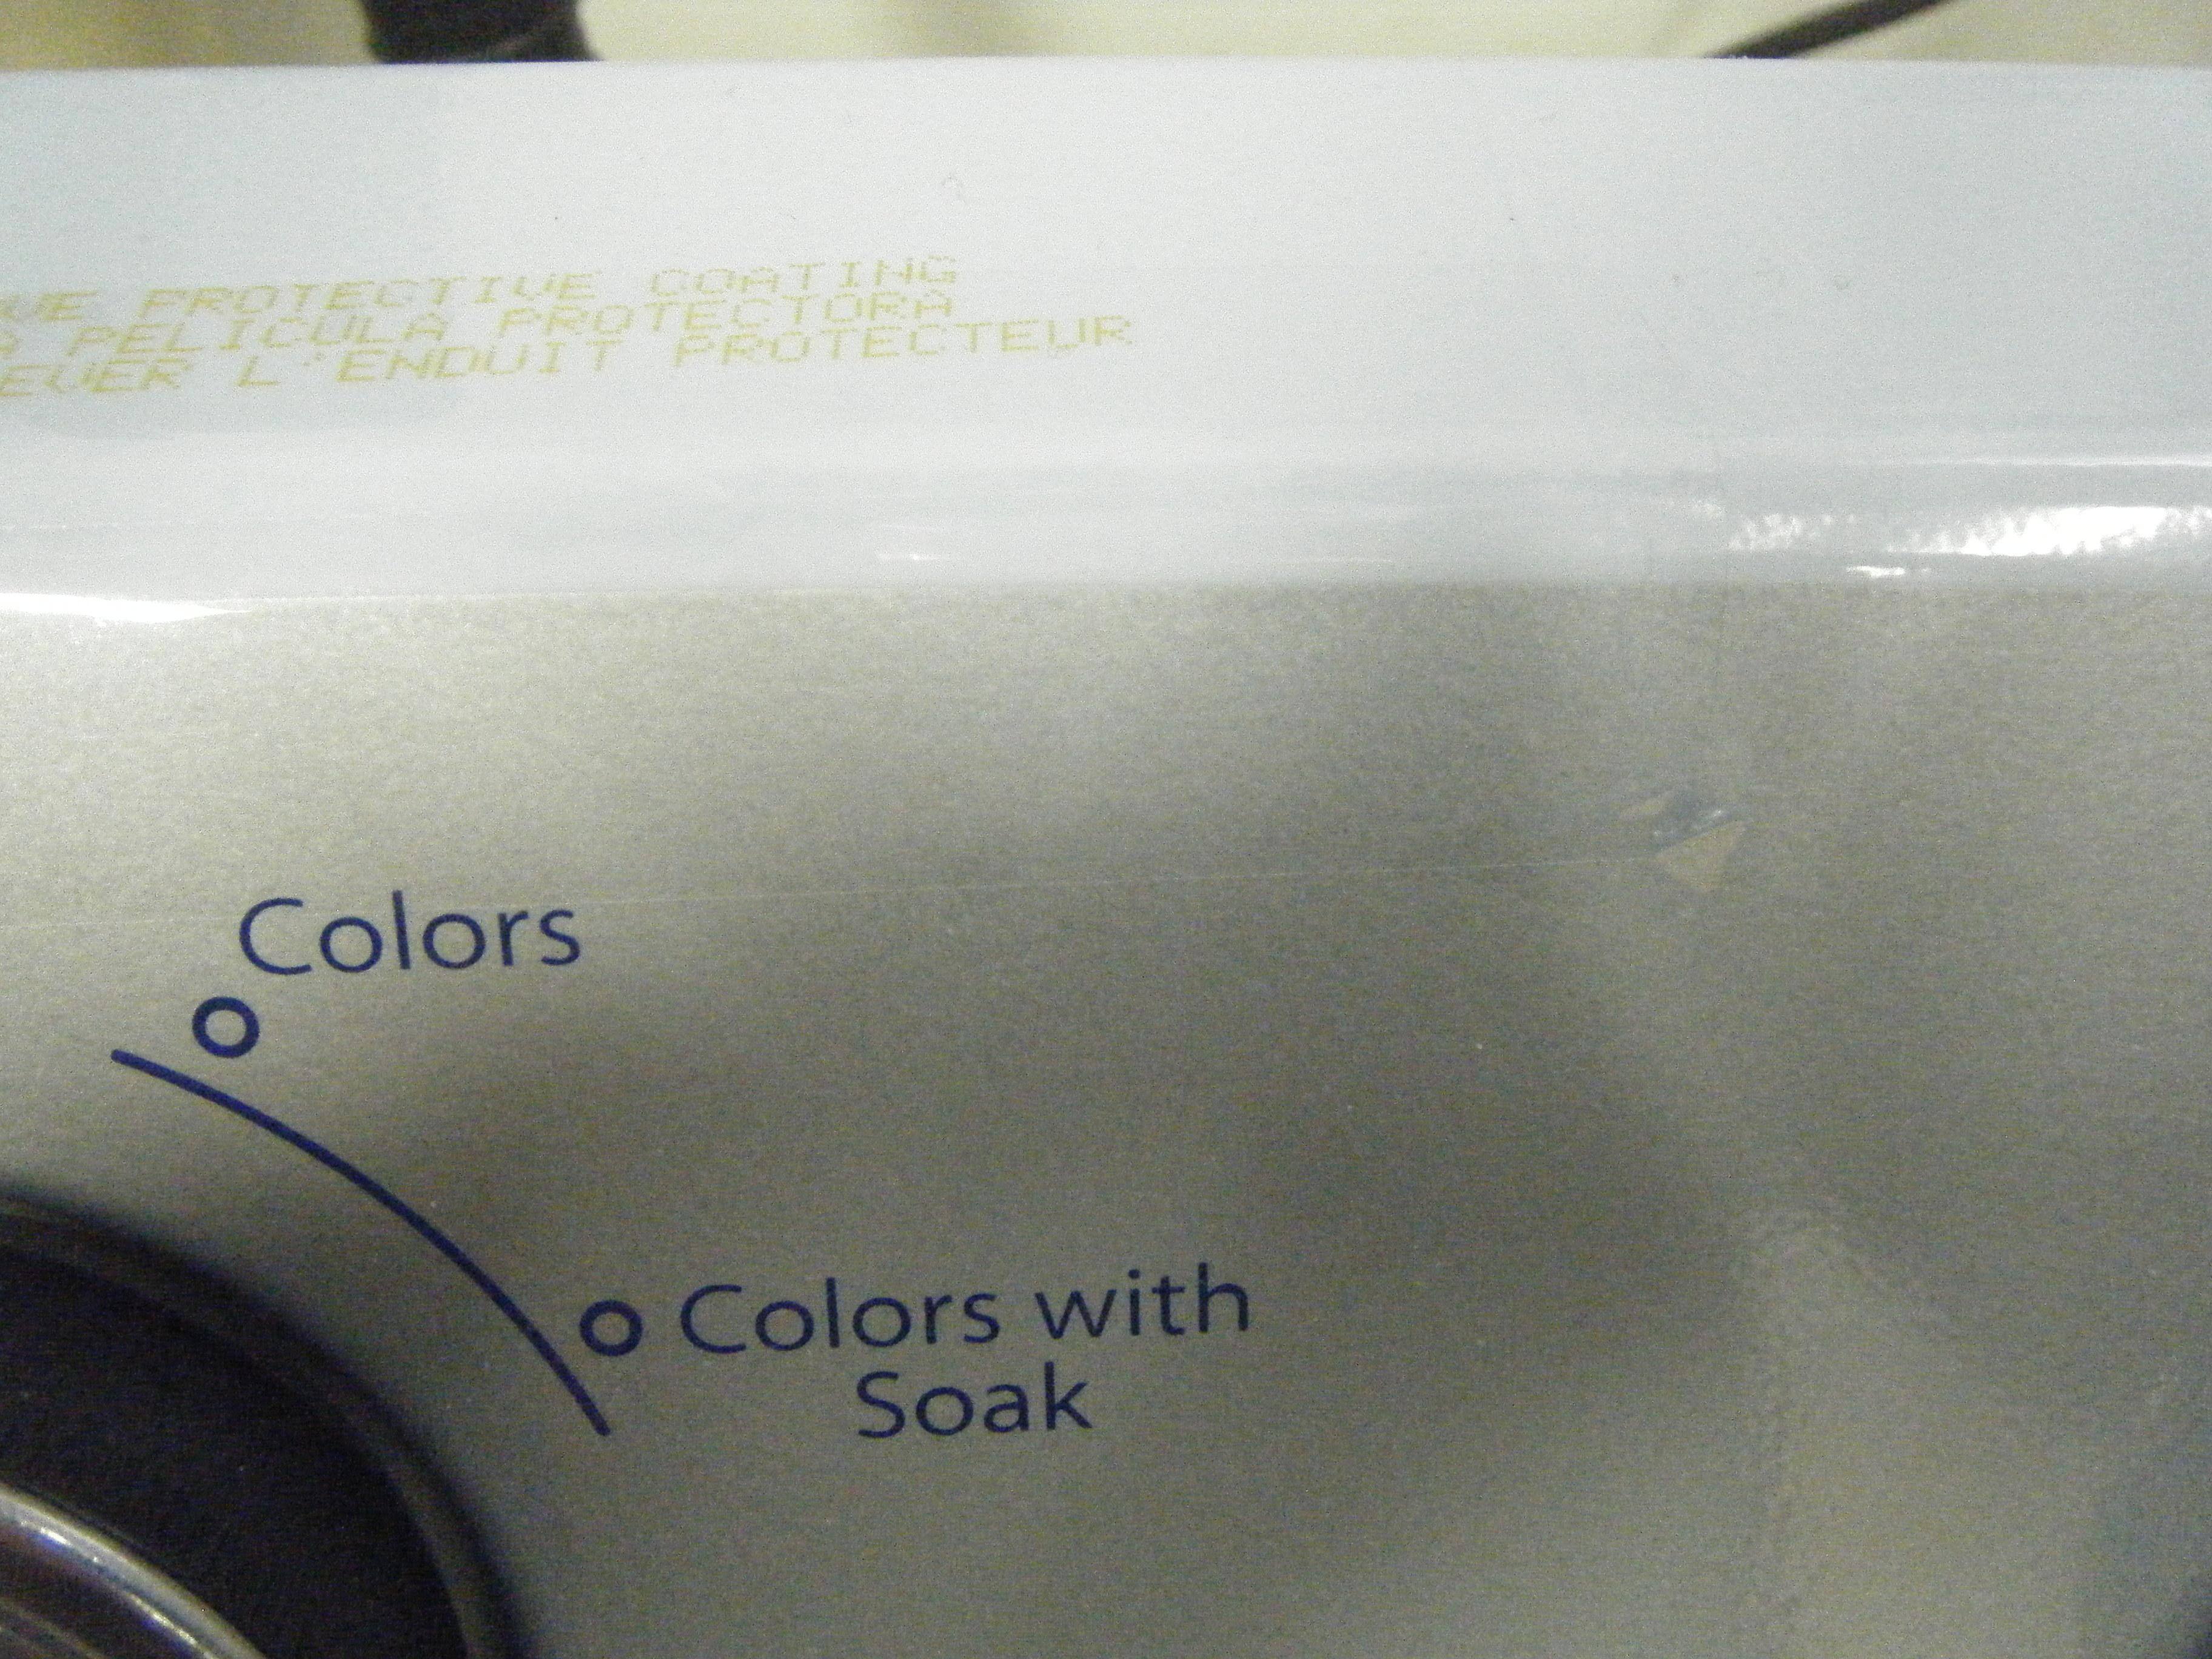 PROTECTIVE COATING
PELICULA PROTECTORA
L'ENDUIT PROTECTEUR
Colors
Colors with
Soak